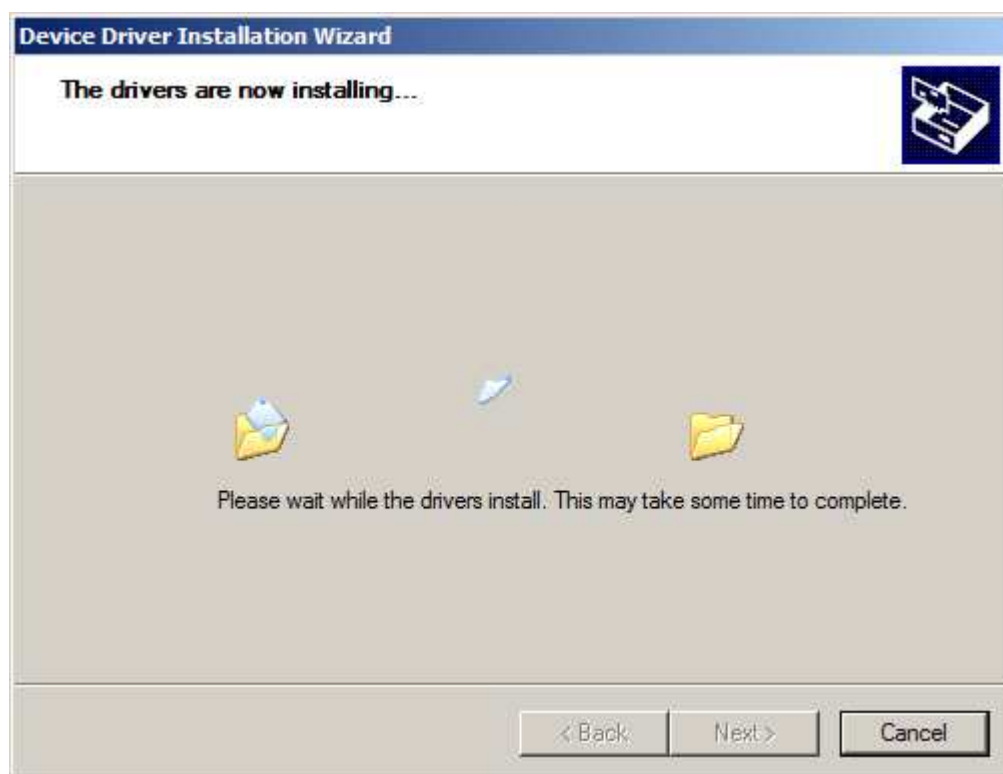 Device Driver Installation Wizard
The drivers are now installing...
Please wait while the drivers install. This may take some time to complete.
< Back
Next >
Cancel